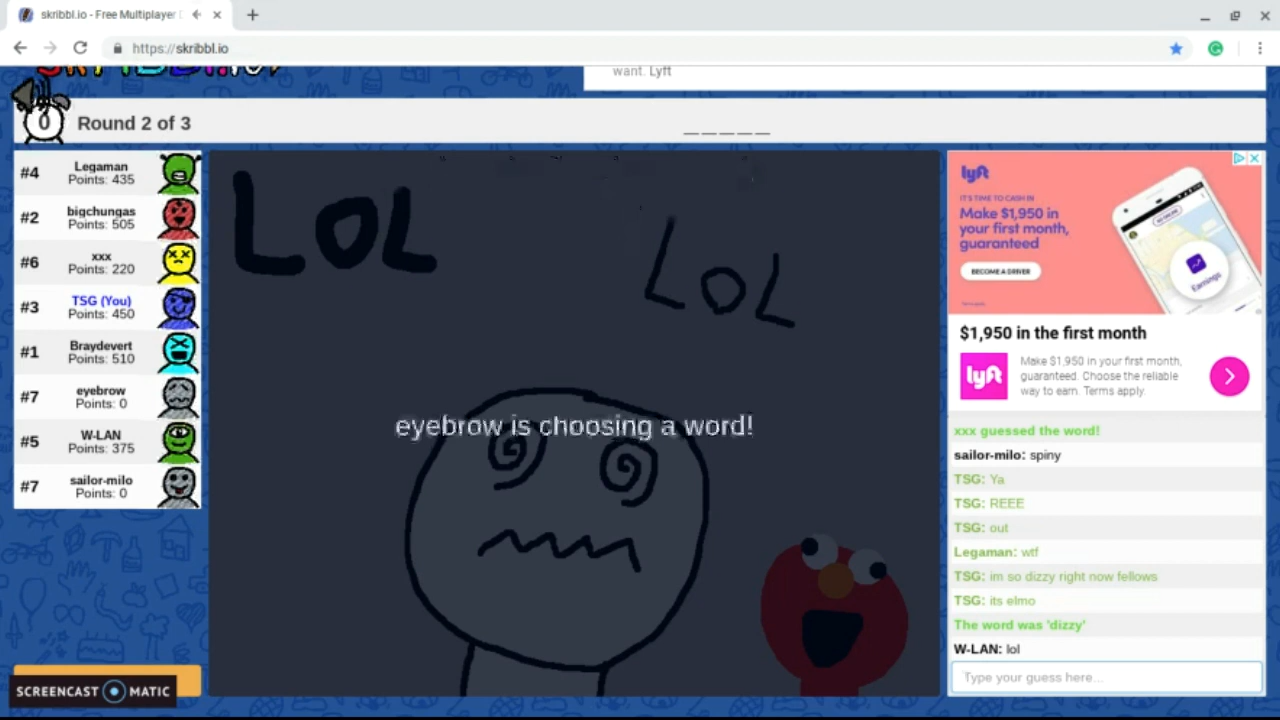 skribbl.io - Free Multiplayer
https://skribbl.io
want. Lyft
0
Round 2 of 3
_ _ _ _ _
#4 Legaman
Points: 435
#2 bigchungas
Points: 505
#6 xxx
Points: 220
#3 TSG (You)
Points: 450
#1 Braydevert
Points: 510
#7 eyebrow
Points: 0
#5 W-LAN
Points: 375
#7 sailor-milo
Points: 0
LOL
LOL
eyebrow is choosing a word!
lyft
IT'S TIME TO CASH IN
Make $1,950 in
your first month,
guaranteed
BECOME A DRIVER
Earnings
$1,950 in the first month
lyft
Make $1,950 in your first month,
guaranteed. Choose the reliable
way to earn. Terms apply.
xxx guessed the word!
sailor-milo: spiny
TSG: Ya
TSG: REEE
TSG: out
Legaman: wtf
TSG: im so dizzy right now fellows
TSG: its elmo
The word was 'dizzy'
W-LAN: lol
Type your guess here...
SCREENCAST MATIC